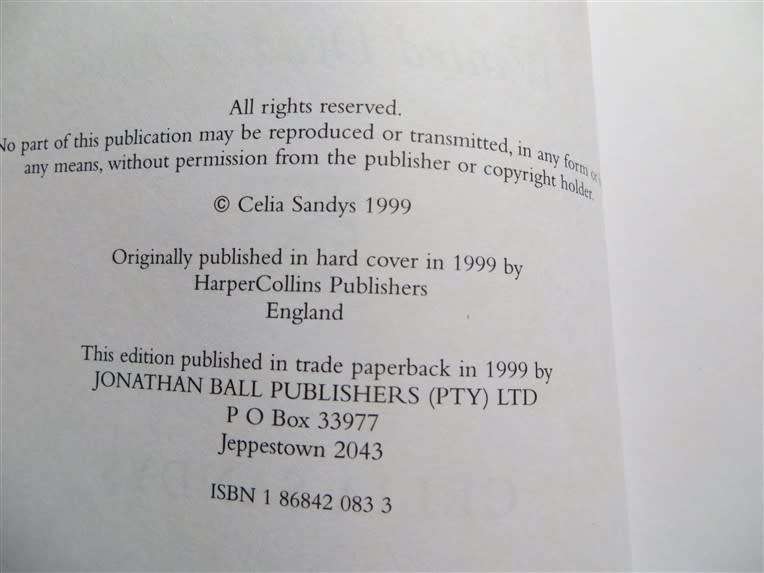 All rights reserved.
No part of this publication may be reproduced or transmitted, in any form or
any means, without permission from the publisher or copyright holder.
© Celia Sandys 1999
Originally published in hard cover in 1999 by
HarperCollins Publishers
England
This edition published in trade paperback in 1999 by
JONATHAN BALL PUBLISHERS (PTY) LTD
P O Box 33977
Jeppestown 2043
ISBN 1 86842 083 3